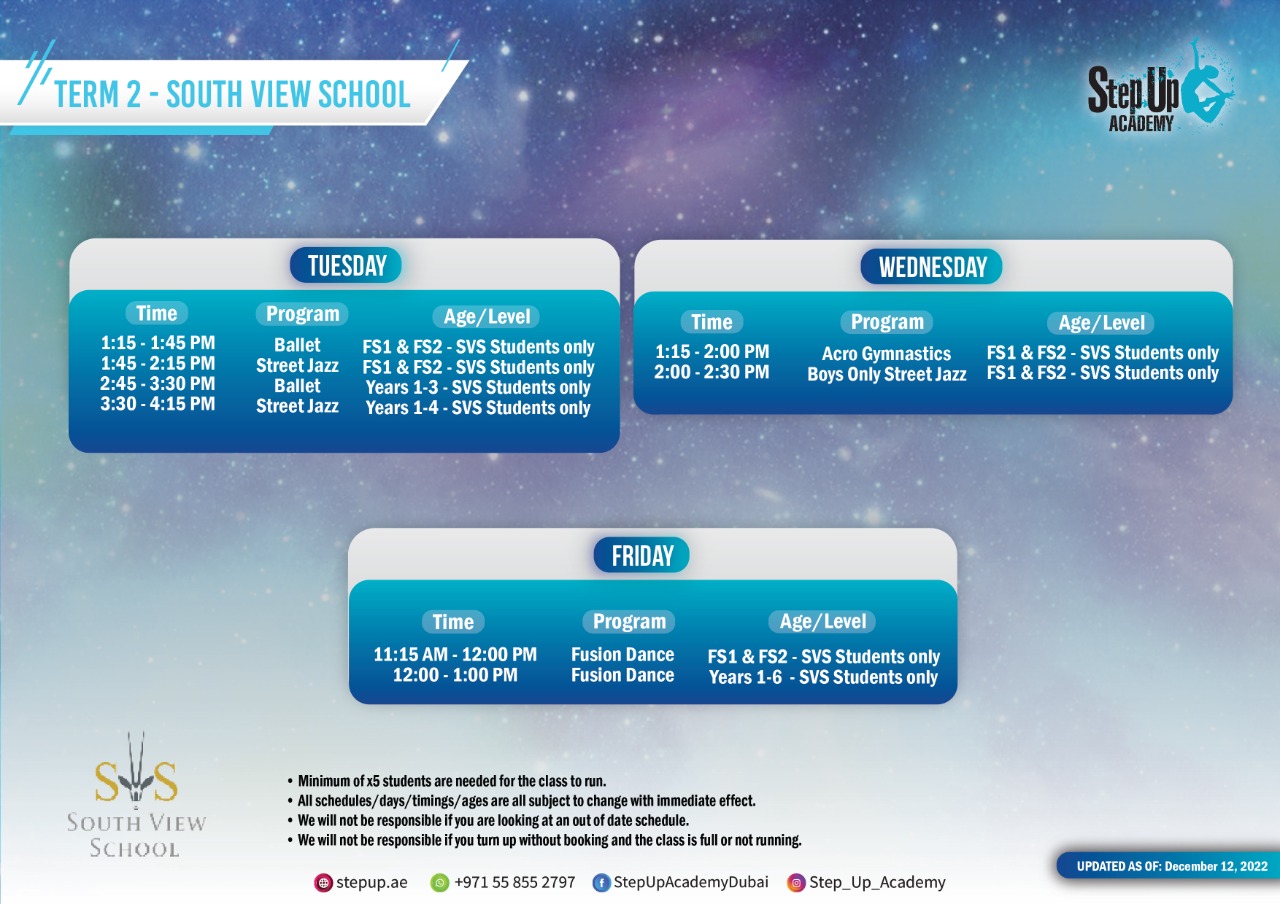 TERM 2 - SOUTH VIEW SCHOOL
Step Up
ACADEMY
TUESDAY
Time Program Age/Level
1:15 - 1:45 PM Ballet FS1 & FS2 - SVS Students only
1:45 - 2:15 PM Street Jazz FS1 & FS2 - SVS Students only
2:45 - 3:30 PM Ballet Years 1-3 - SVS Students only
3:30 - 4:15 PM Street Jazz Years 1-4 - SVS Students only
WEDNESDAY
Time Program Age/Level
1:15 - 2:00 PM Acro Gymnastics FS1 & FS2 - SVS Students only
2:00 - 2:30 PM Boys Only Street Jazz FS1 & FS2 - SVS Students only
FRIDAY
Time Program Age/Level
11:15 AM - 12:00 PM Fusion Dance FS1 & FS2 - SVS Students only
12:00 - 1:00 PM Fusion Dance Years 1-6 - SVS Students only
SVS
SOUTH VIEW
SCHOOL
• Minimum of x5 students are needed for the class to run.
• All schedules/days/timings/ages are all subject to change with immediate effect.
• We will not be responsible if you are looking at an out of date schedule.
• We will not be responsible if you turn up without booking and the class is full or not running.
UPDATED AS OF: December 12, 2022
stepup.ae +971 55 855 2797 StepUpAcademyDubai Step_Up_Academy